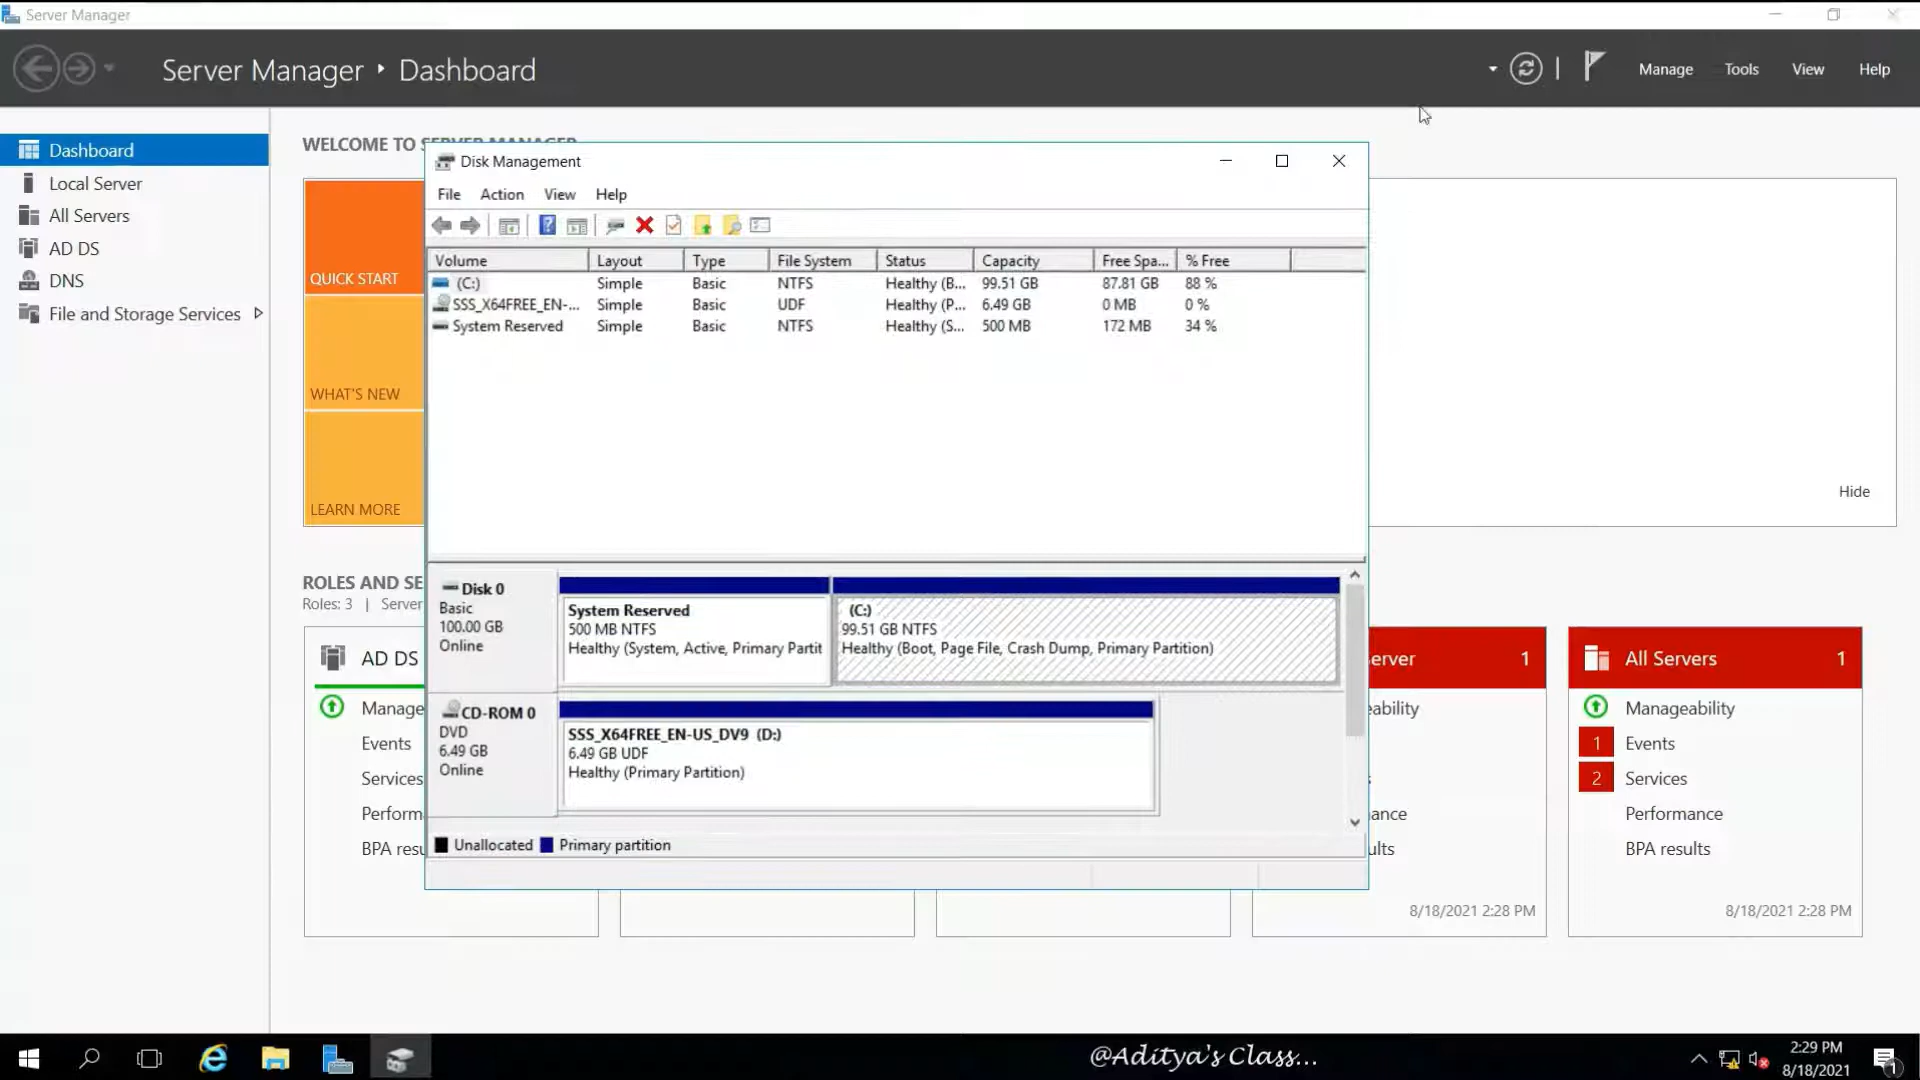 Server Manager
Server Manager ‣ Dashboard
Manage Tools View Help
Dashboard
Local Server
All Servers
AD DS
DNS
File and Storage Services
WELCOME TO SERVER MANAGER
QUICK START
WHAT'S NEW
LEARN MORE
Hide
Disk Management
File Action View Help
Volume Layout Type File System Status Capacity Free Spa... % Free
(C:) Simple Basic NTFS Healthy (B... 99.51 GB 87.81 GB 88 %
SSS_X64FREE_EN-... Simple Basic UDF Healthy (P... 6.49 GB 0 MB 0 %
System Reserved Simple Basic NTFS Healthy (S... 500 MB 172 MB 34 %
Disk 0
Basic
100.00 GB
Online
System Reserved
500 MB NTFS
Healthy (System, Active, Primary Partit
(C:)
99.51 GB NTFS
Healthy (Boot, Page File, Crash Dump, Primary Partition)
CD-ROM 0
DVD
6.49 GB
Online
SSS_X64FREE_EN-US_DV9 (D:)
6.49 GB UDF
Healthy (Primary Partition)
Unallocated Primary partition
ROLES AND SE
Roles: 3 | Server
AD DS
Manage
Events
Services
Perform
BPA resu
erver 1
eability
ance
ults
8/18/2021 2:28 PM
All Servers 1
Manageability
1 Events
2 Services
Performance
BPA results
8/18/2021 2:28 PM
@Aditya's Class...
2:29 PM
8/18/2021
1